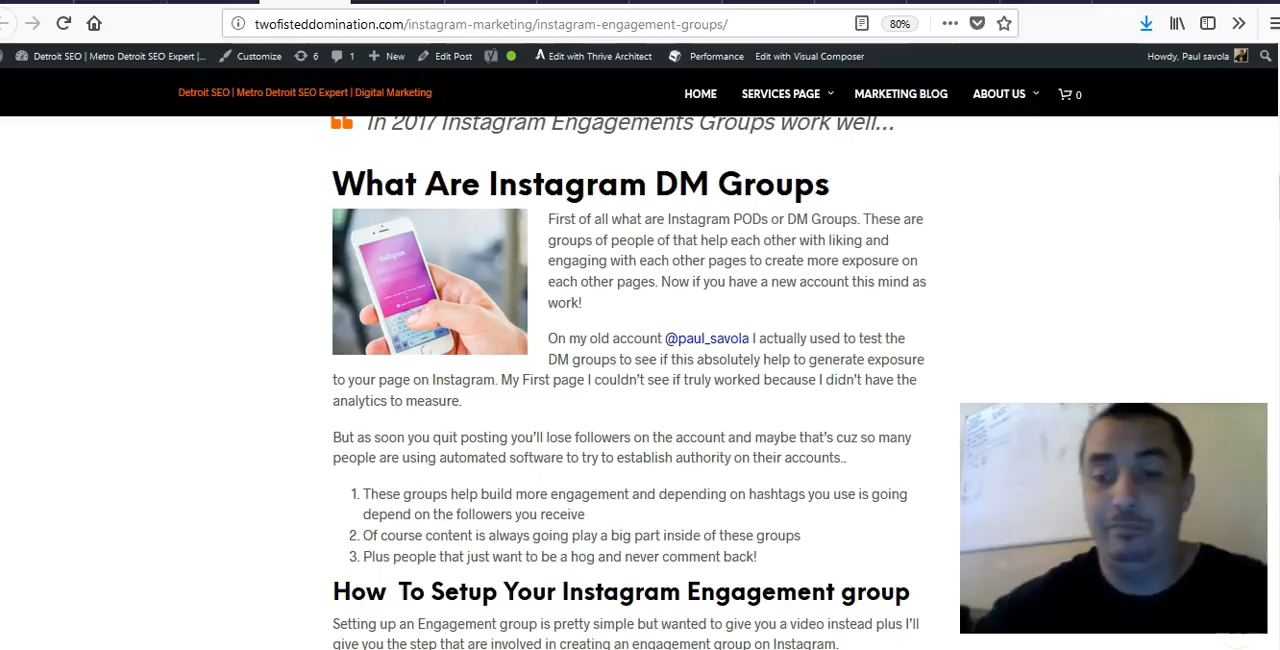 twofisteddomination.com/instagram-marketing/instagram-engagement-groups/
80%
Detroit SEO | Metro Detroit SEO Expert |...
Customize
6
1
New
Edit Post
Edit with Thrive Architect
Performance
Edit with Visual Composer
Howdy, Paul savola
Detroit SEO | Metro Detroit SEO Expert | Digital Marketing
HOME
SERVICES PAGE
MARKETING BLOG
ABOUT US
0
In 2017 Instagram Engagements Groups work well...
What Are Instagram DM Groups
First of all what are Instagram PODs or DM Groups. These are
groups of people of that help each other with liking and
engaging with each other pages to create more exposure on
each other pages. Now if you have a new account this mind as
work!
On my old account @paul_savola I actually used to test the
DM groups to see if this absolutely help to generate exposure
to your page on Instagram. My First page I couldn't see if truly worked because I didn't have the
analytics to measure.
But as soon you quit posting you'll lose followers on the account and maybe that's cuz so many
people are using automated software to try to establish authority on their accounts..
1. These groups help build more engagement and depending on hashtags you use is going
depend on the followers you receive
2. Of course content is always going play a big part inside of these groups
3. Plus people that just want to be a hog and never comment back!
How To Setup Your Instagram Engagement group
Setting up an Engagement group is pretty simple but wanted to give you a video instead plus I'll
give you the step that are involved in creating an engagement group on Instagram.